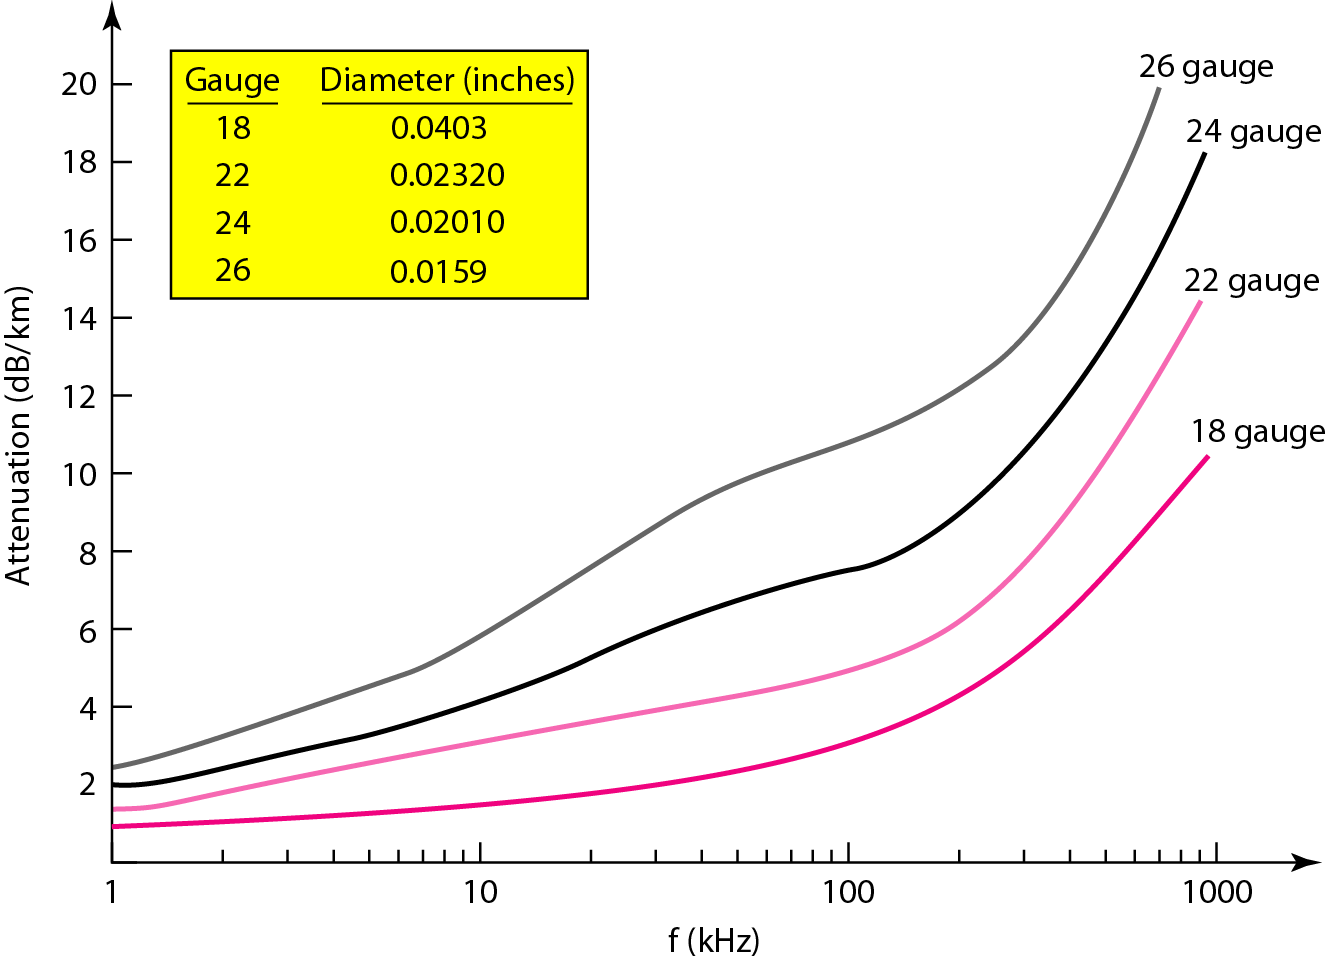 Gauge Diameter (inches)
18 0.0403
22 0.02320
24 0.02010
26 0.0159
26 gauge
24 gauge
22 gauge
18 gauge
Attenuation (dB/km)
20
18
16
14
12
10
8
6
4
2
1 10 100 1000
f (kHz)